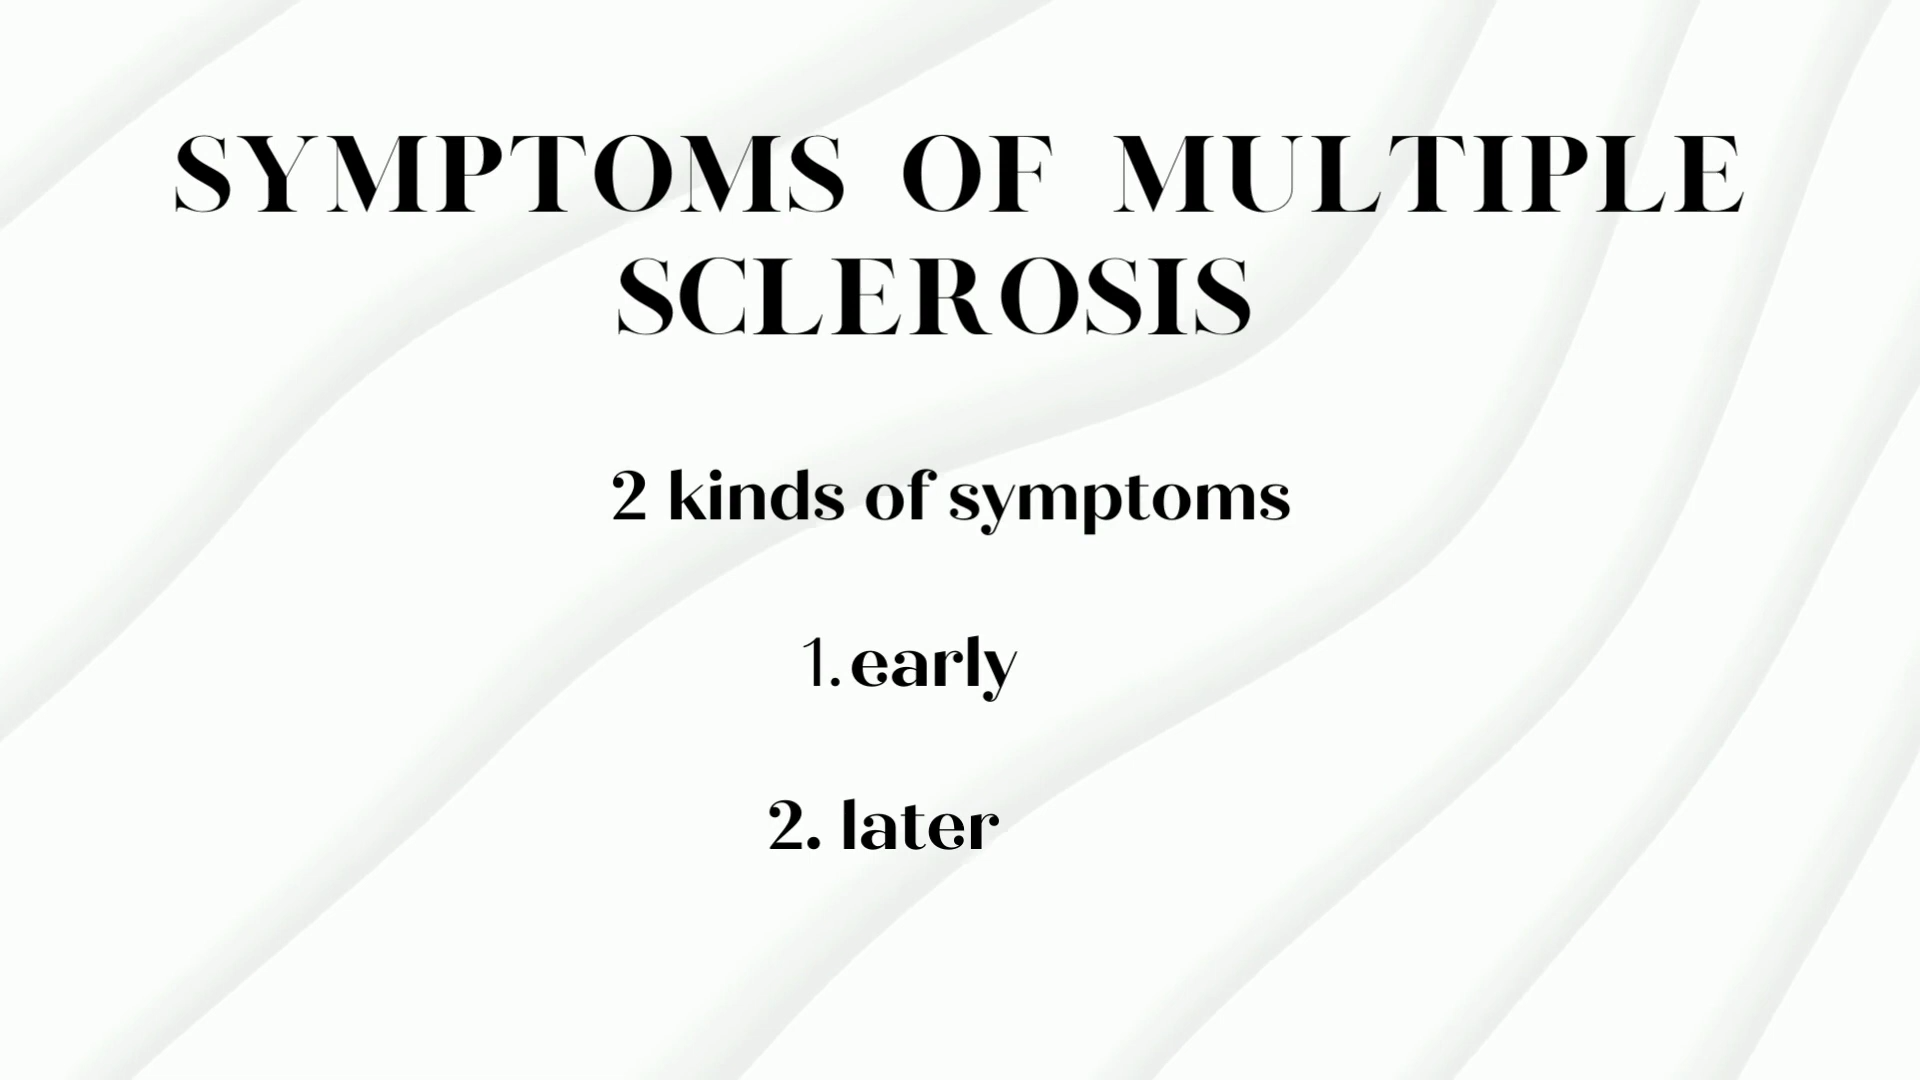 SYMPTOMS OF MULTIPLE
SCLEROSIS
2 kinds of symptoms
1. early
2. later